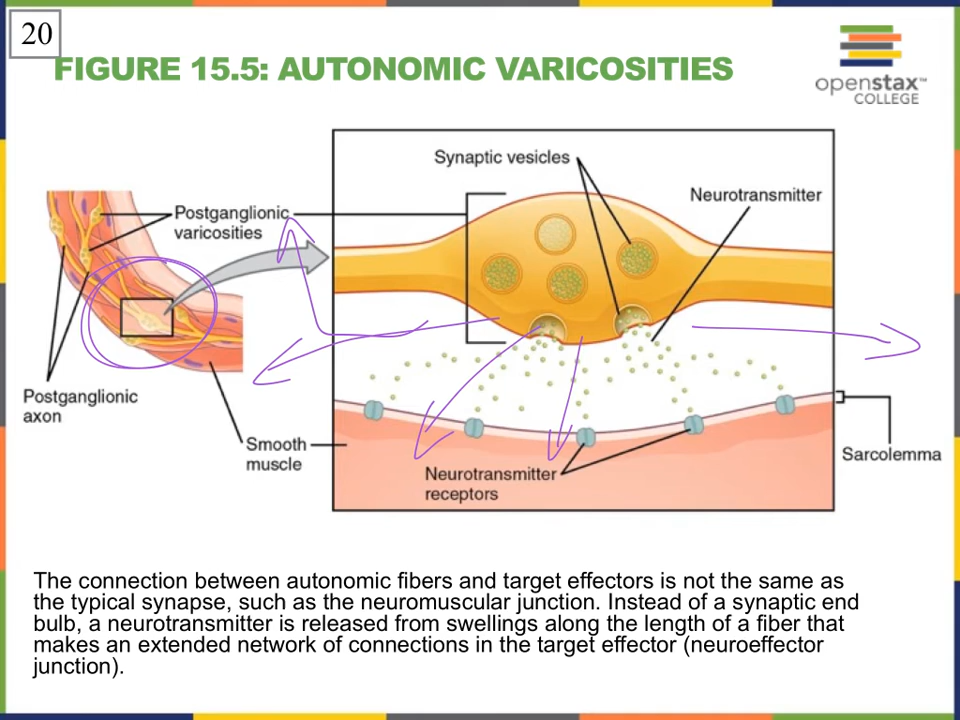 20
FIGURE 15.5: AUTONOMIC VARICOSITIES
openstax™
COLLEGE
Synaptic vesicles
Neurotransmitter
Postganglionic
varicosities
Postganglionic
axon
Smooth
muscle
Neurotransmitter
receptors
Sarcolemma
The connection between autonomic fibers and target effectors is not the same as
the typical synapse, such as the neuromuscular junction. Instead of a synaptic end
bulb, a neurotransmitter is released from swellings along the length of a fiber that
makes an extended network of connections in the target effector (neuroeffector
junction).